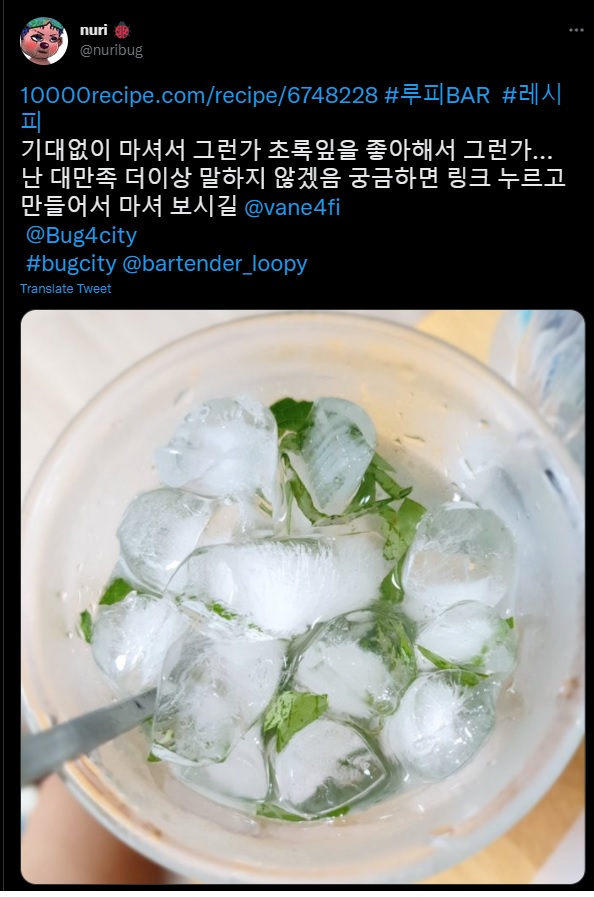 nuri 🐞
@nuribug
10000recipe.com/recipe/6748228 #루피BAR #레시
피
기대없이 마셔서 그런가 초록잎을 좋아해서 그런가...
난 대만족 더이상 말하지 않겠음 궁금하면 링크 누르고
만들어서 마셔 보시길 @vane4fi
@Bug4city
#bugcity @bartender_loopy
Translate Tweet